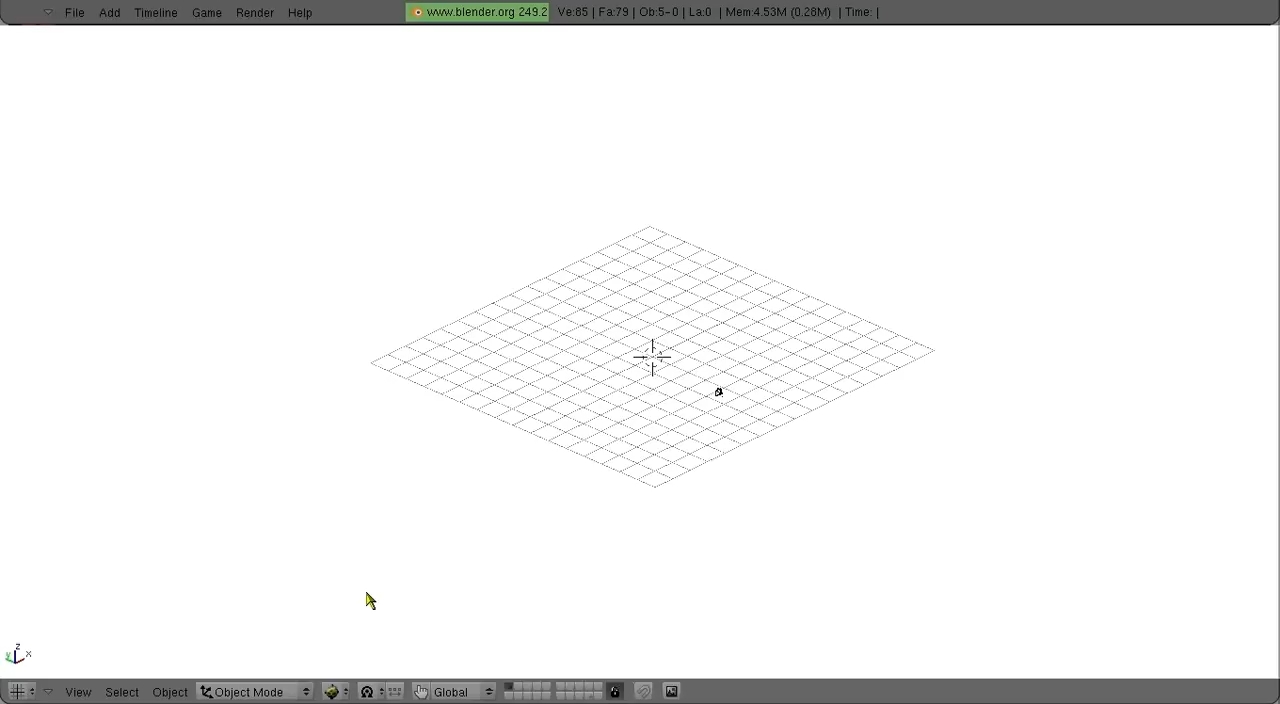 File Add Timeline Game Render Help www.blender.org 249.2 Ve:85 | Fa:79 | Ob:5-0 | La:0 | Mem:4.53M (0.28M) | Time: |
z
y x
View Select Object Object Mode Global